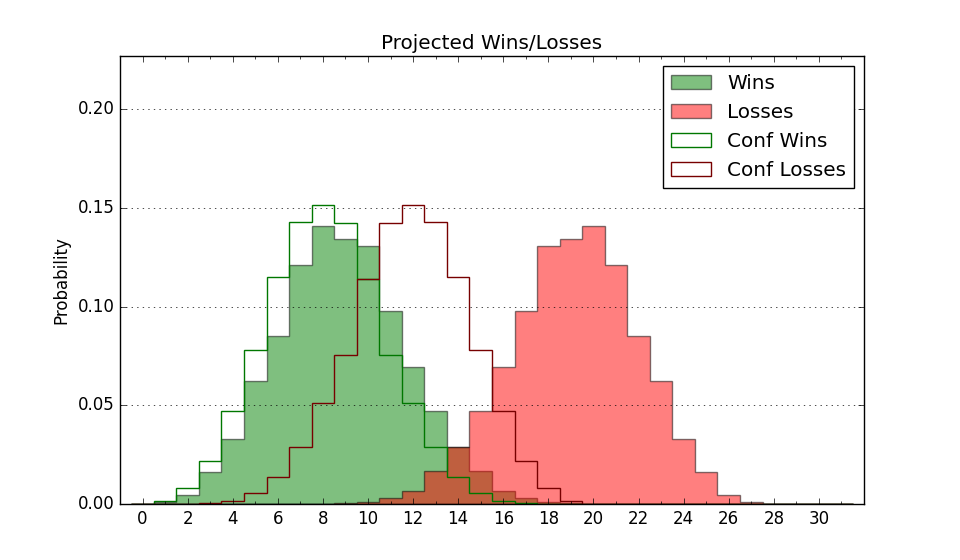 Projected Wins/Losses
Wins
Losses
Conf Wins
Conf Losses
Probability
0.20
0.15
0.10
0.05
0.00
0 2 4 6 8 10 12 14 16 18 20 22 24 26 28 30